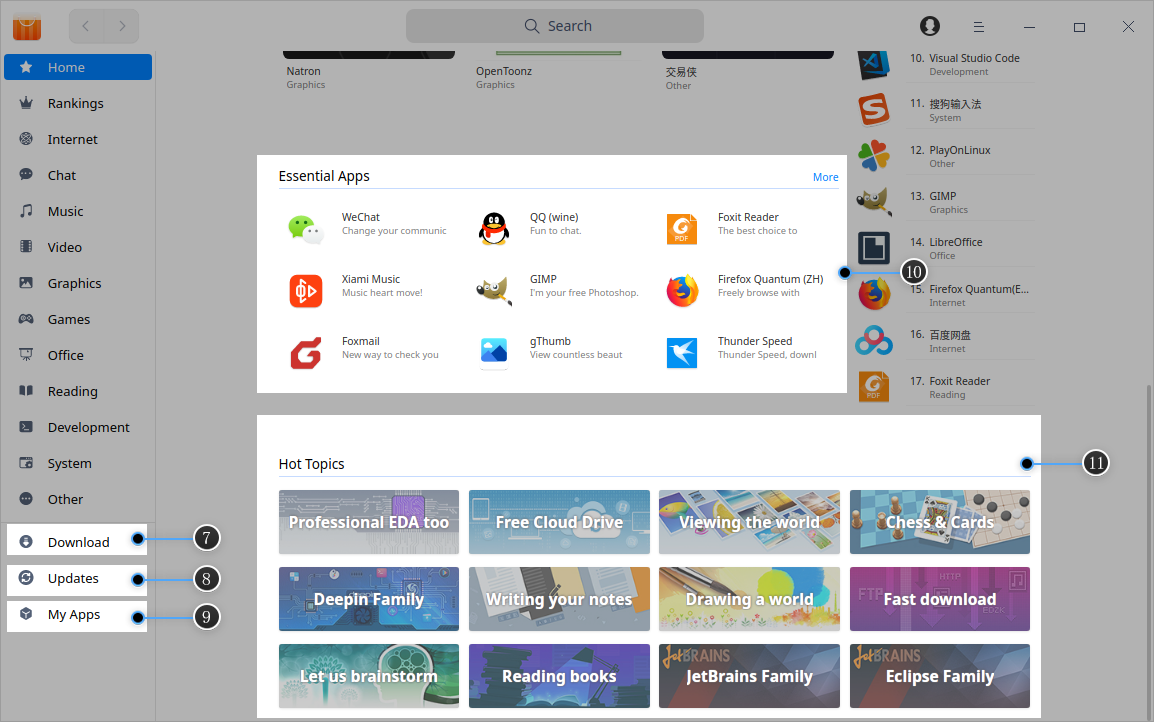 Search
Home
Rankings
Internet
Chat
Music
Video
Graphics
Games
Office
Reading
Development
System
Other
Download
7
Updates
8
My Apps
9
Natron
Graphics
OpenToonz
Graphics
交易侠
Other
Essential Apps
More
WeChat
Change your communic
QQ (wine)
Fun to chat.
Foxit Reader
The best choice to
PDF
Xiami Music
Music heart move!
GIMP
I'm your free Photoshop.
Firefox Quantum (ZH)
Freely browse with
Foxmail
New way to check you
gThumb
View countless beaut
Thunder Speed
Thunder Speed, downl
10
10. Visual Studio Code
Development
11. 搜狗输入法
System
12. PlayOnLinux
Other
13. GIMP
Graphics
14. LibreOffice
Office
15. Firefox Quantum(E...
Internet
16. 百度网盘
Internet
17. Foxit Reader
Reading
PDF
Hot Topics
11
Professional EDA too
Free Cloud Drive
Viewing the world
Chess & Cards
Deepin Family
Writing your notes
Drawing a world
Fast download
FTP
HTTP
ED2K
Let us brainstorm
Reading books
JetBRAINS
JetBrains Family
JetBRAINS
Eclipse Family